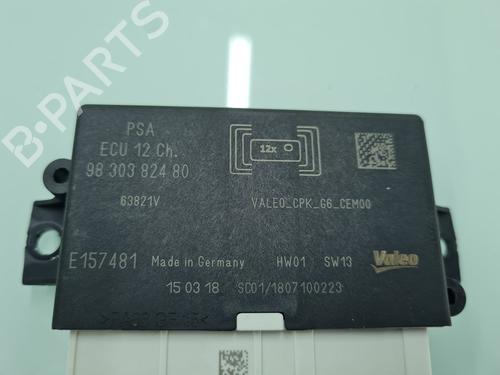 B-PARTS
PSA
ECU 12 Ch.
98 303 824 80
63821V
12x
VALEO_CPK_G6_CEM00
E157481
Made in Germany
HW01
SW13
Valeo
15 03 18
SC01/1807100223